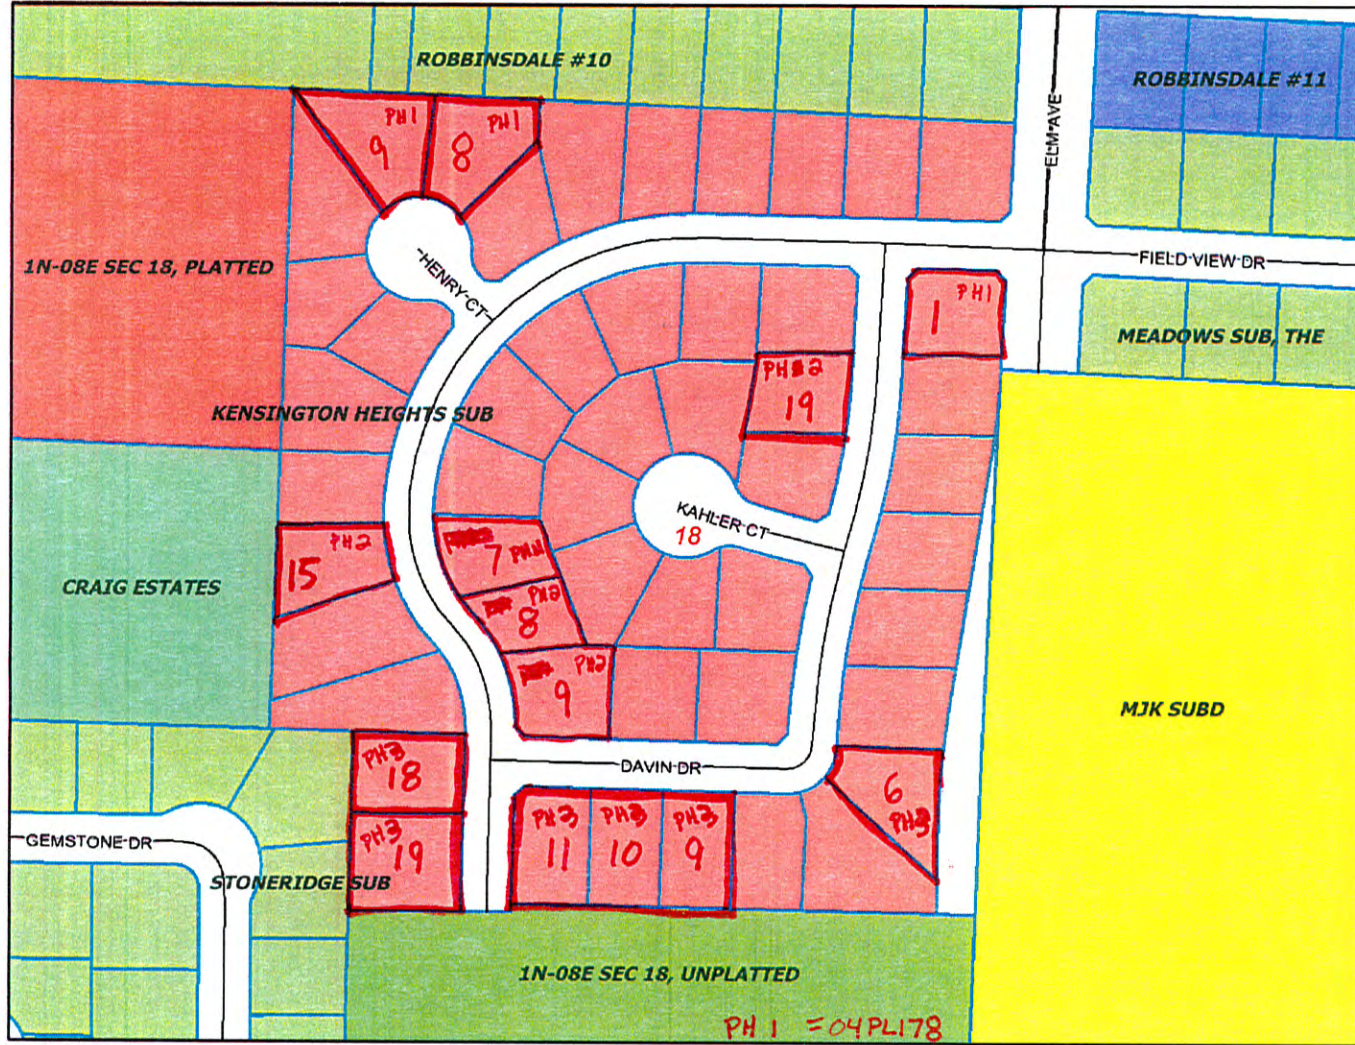 ROBBINSDALE #10
ROBBINSDALE #11
ELM AVE
PH1
9
PH1
8
1N-08E SEC 18, PLATTED
HENRY CT
FIELD VIEW DR
PH1
1
MEADOWS SUB, THE
PH 2
19
KENSINGTON HEIGHTS SUB
KAHLER CT
18
PH2
15
7
PH2
8
PH2
9
CRAIG ESTATES
MJK SUBD
PH3
18
DAVIN DR
6
PH3
PH3
11
PH3
10
PH3
9
PH3
19
GEMSTONE DR
STONERIDGE SUB
1N-08E SEC 18, UNPLATTED
PH 1 = 04PL178